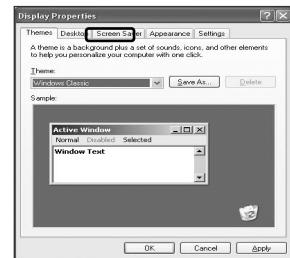 Display Properties
Themes Desktop Screen Saver Appearance Settings
A theme is a background plus a set of sounds, icons, and other elements
to help you personalize your computer with one click.
Theme:
Windows Classic Save As... Delete
Sample:
Active Window
Normal Disabled Selected
Window Text
OK Cancel Apply